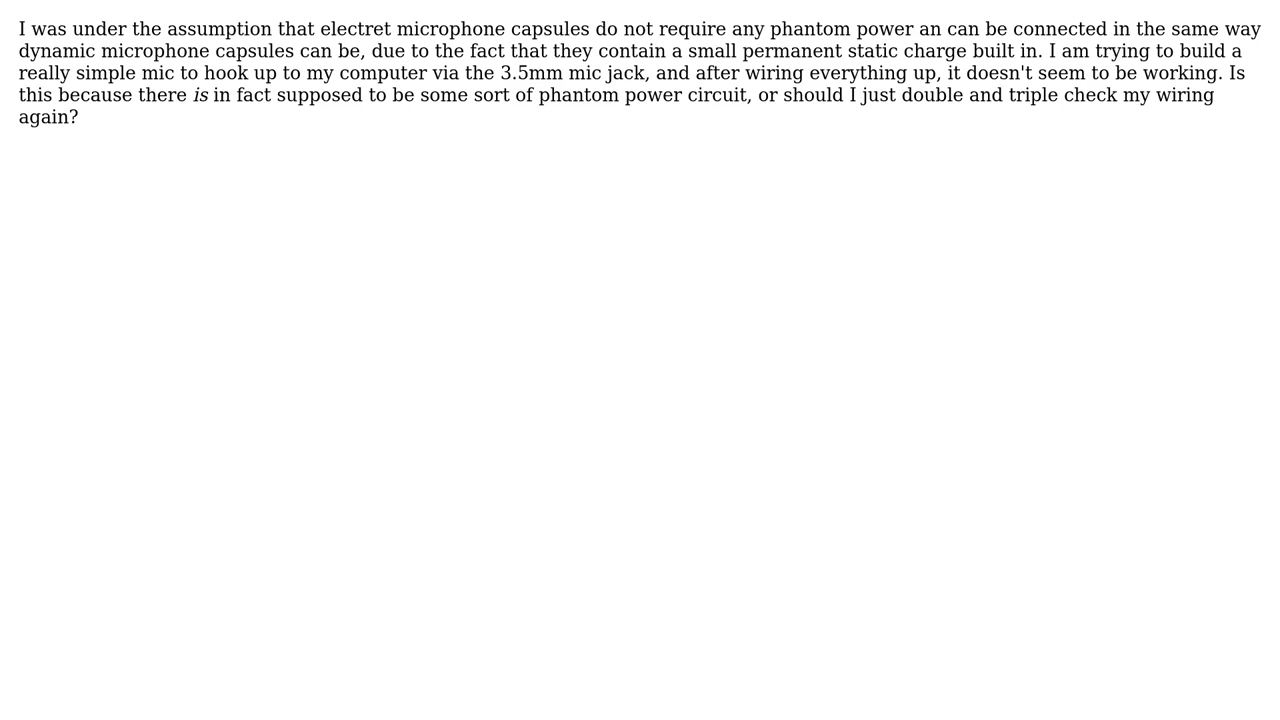 I was under the assumption that electret microphone capsules do not require any phantom power an can be connected in the same way
dynamic microphone capsules can be, due to the fact that they contain a small permanent static charge built in. I am trying to build a
really simple mic to hook up to my computer via the 3.5mm mic jack, and after wiring everything up, it doesn't seem to be working. Is
this because there is in fact supposed to be some sort of phantom power circuit, or should I just double and triple check my wiring
again?